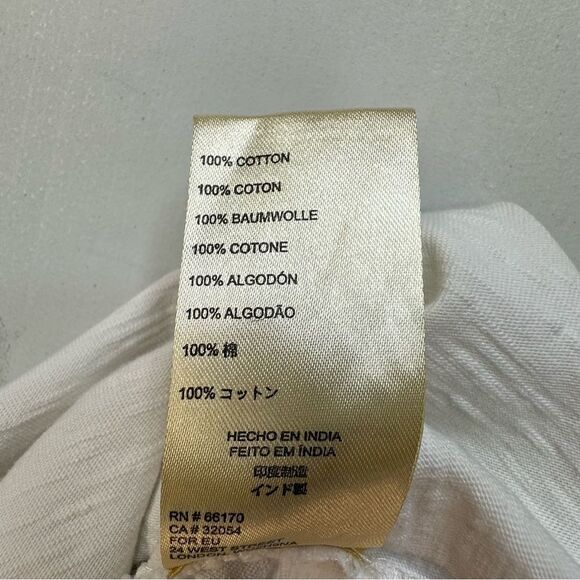 100% COTTON
100% COTON
100% BAUMWOLLE
100% COTONE
100% ALGODÓN
100% ALGODÃO
100% 棉
100% コットン
HECHO EN INDIA
FEITO EM ÍNDIA
印度制造
インド製
RN # 66170
CA # 32054
FOR EU
24 WEST STREET
LONDON